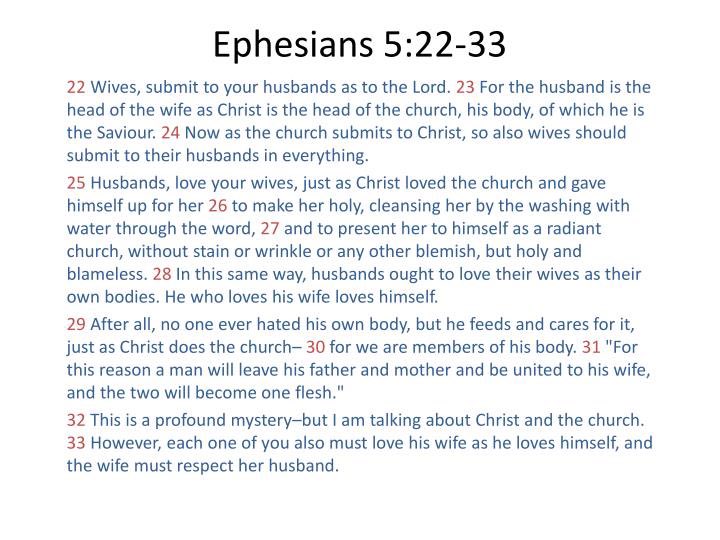 Ephesians 5:22-33
22 Wives, submit to your husbands as to the Lord. 23 For the husband is the
head of the wife as Christ is the head of the church, his body, of which he is
the Saviour. 24 Now as the church submits to Christ, so also wives should
submit to their husbands in everything.
25 Husbands, love your wives, just as Christ loved the church and gave
himself up for her 26 to make her holy, cleansing her by the washing with
water through the word, 27 and to present her to himself as a radiant
church, without stain or wrinkle or any other blemish, but holy and
blameless. 28 In this same way, husbands ought to love their wives as their
own bodies. He who loves his wife loves himself.
29 After all, no one ever hated his own body, but he feeds and cares for it,
just as Christ does the church– 30 for we are members of his body. 31 "For
this reason a man will leave his father and mother and be united to his wife,
and the two will become one flesh."
32 This is a profound mystery–but I am talking about Christ and the church.
33 However, each one of you also must love his wife as he loves himself, and
the wife must respect her husband.